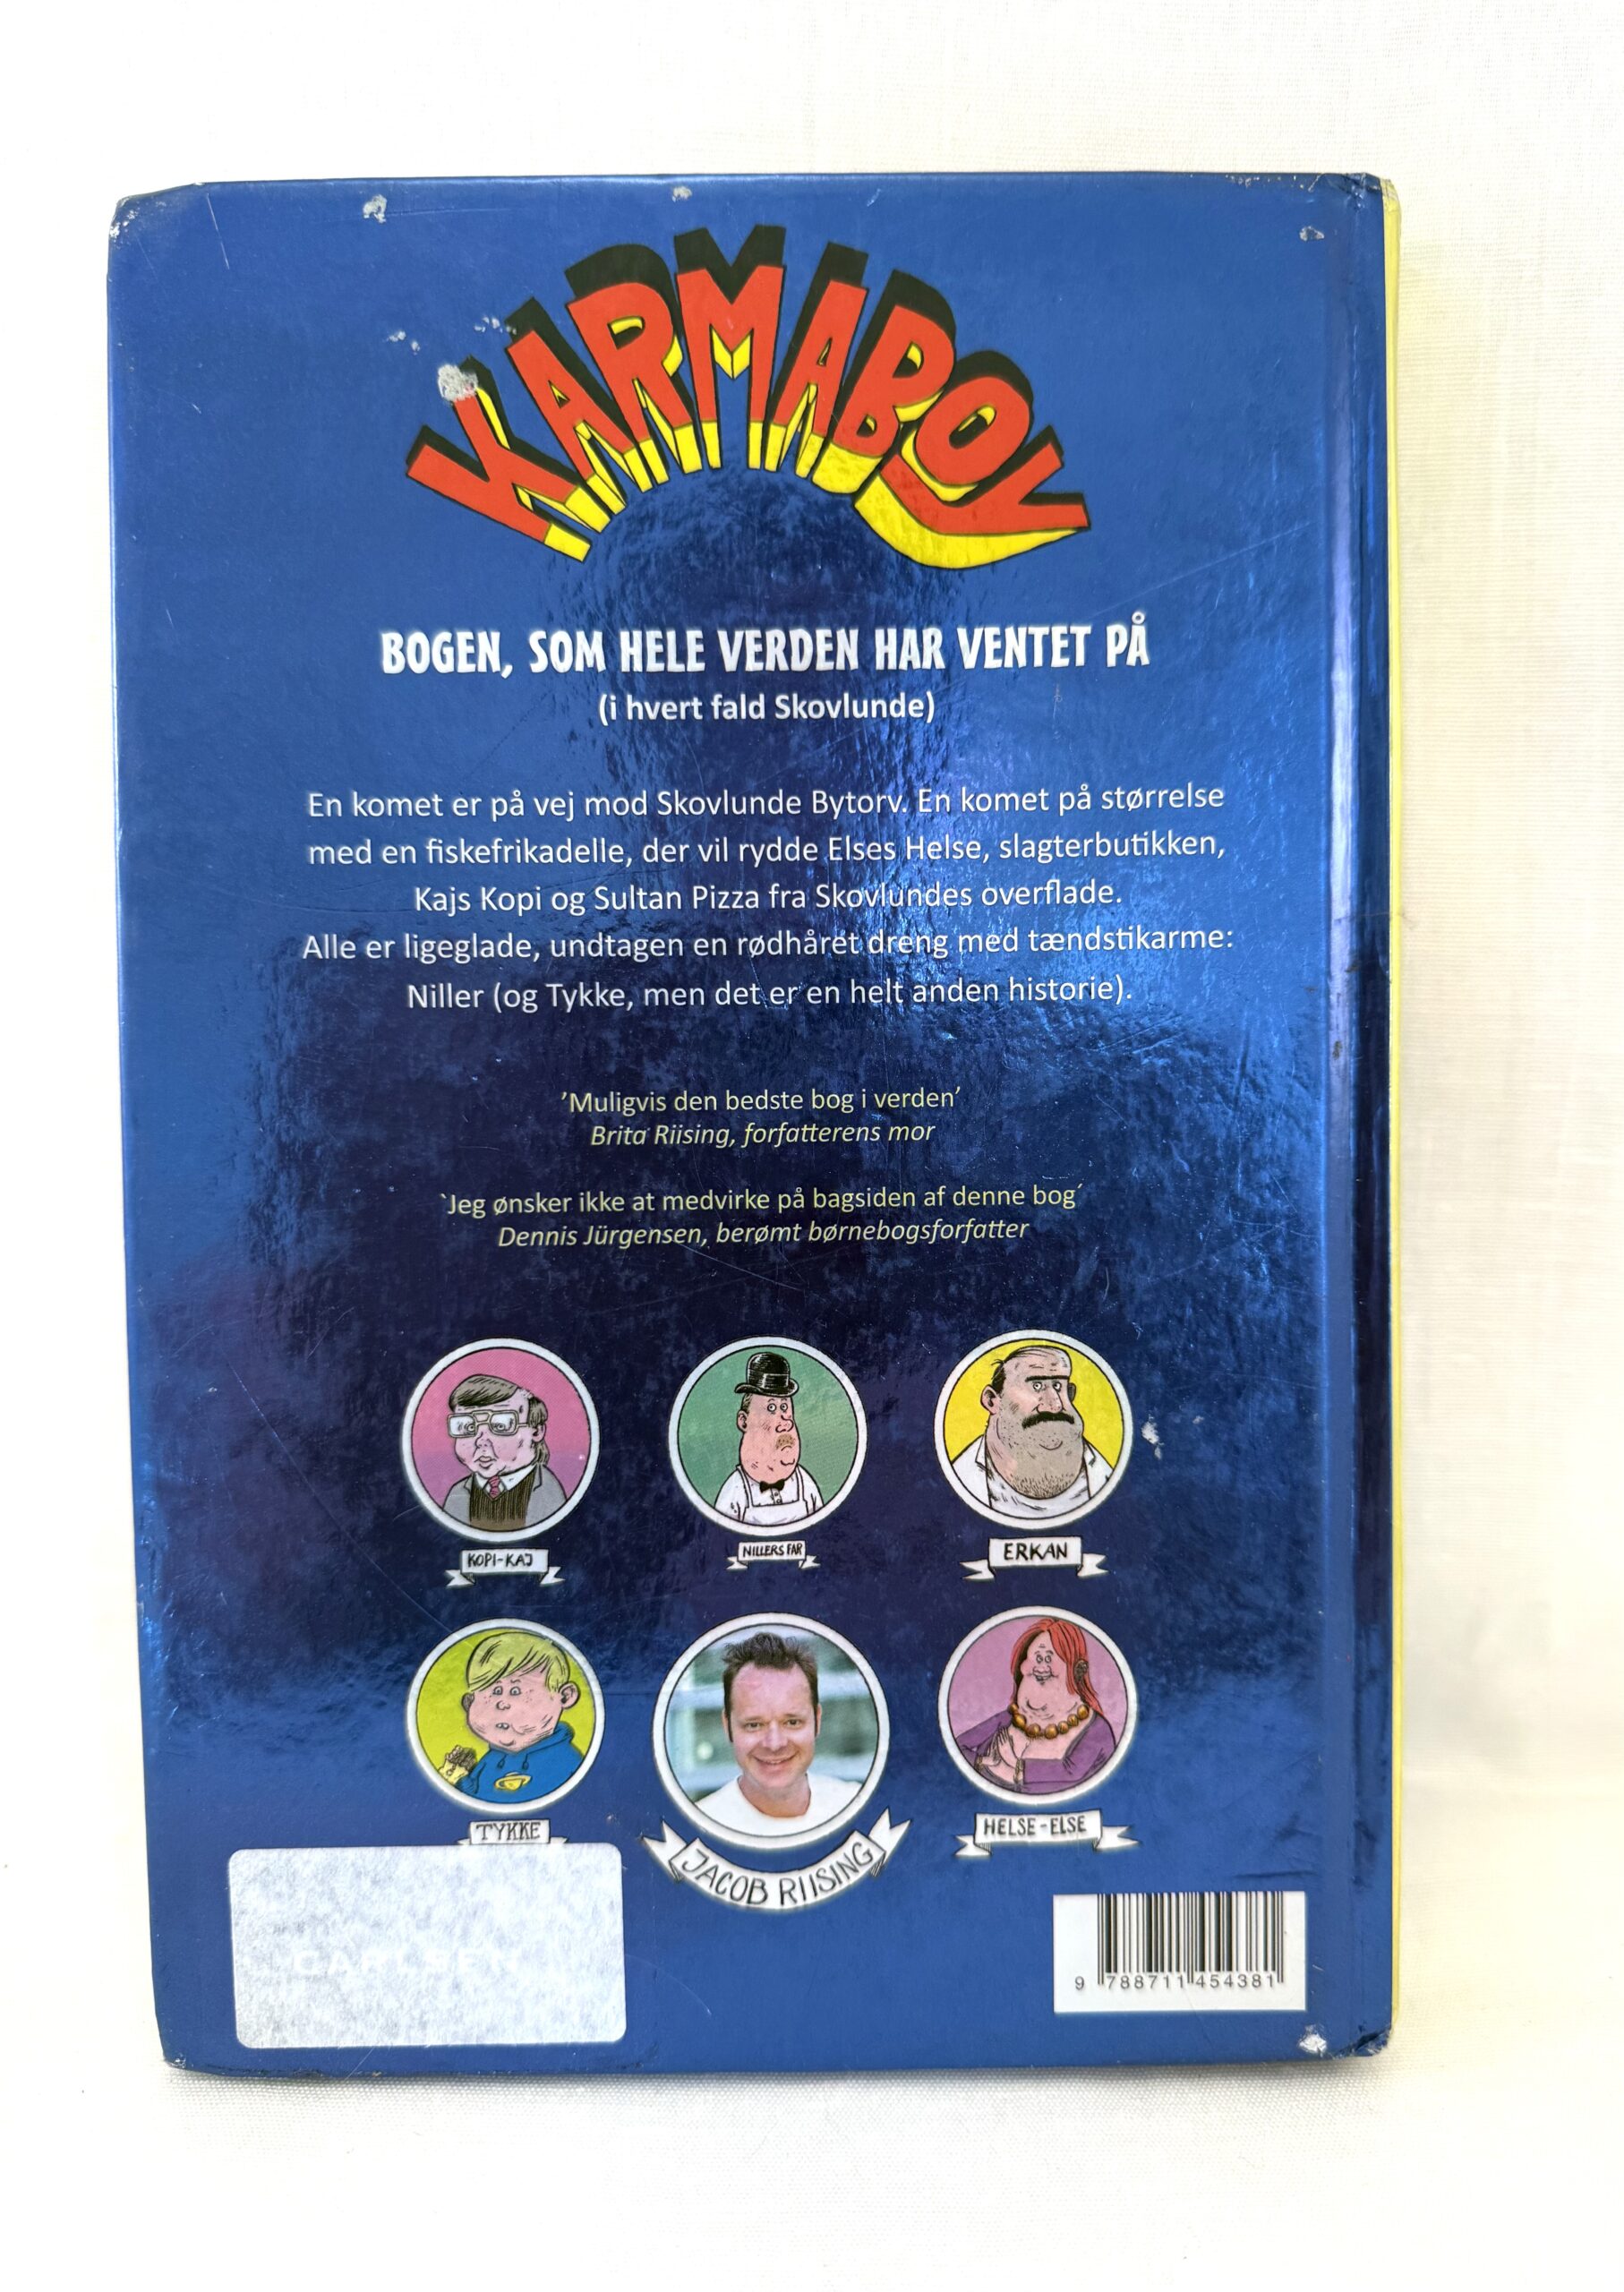 KARMABOY
BOGEN, SOM HELE VERDEN HAR VENTET PÅ
(i hvert fald Skovlunde)
En komet er på vej mod Skovlunde Bytorv. En komet på størrelse
med en fiskefrikadelle, der vil rydde Elses Helse, slagterbutikken,
Kajs Kopi og Sultan Pizza fra Skovlundes overflade.
Alle er ligeglade, undtagen en rødhåret dreng med tændstikarme:
Niller (og Tykke, men det er en helt anden historie).
’Muligvis den bedste bog i verden’
Brita Riising, forfatterens mor
`Jeg ønsker ikke at medvirke på bagsiden af denne bog´
Dennis Jürgensen, berømt børnebogsforfatter
KOPI-KAJ
NILLERS FAR
ERKAN
TYKKE
JACOB RIISING
HELSE-ELSE
CARLSEN
9 788711 454381